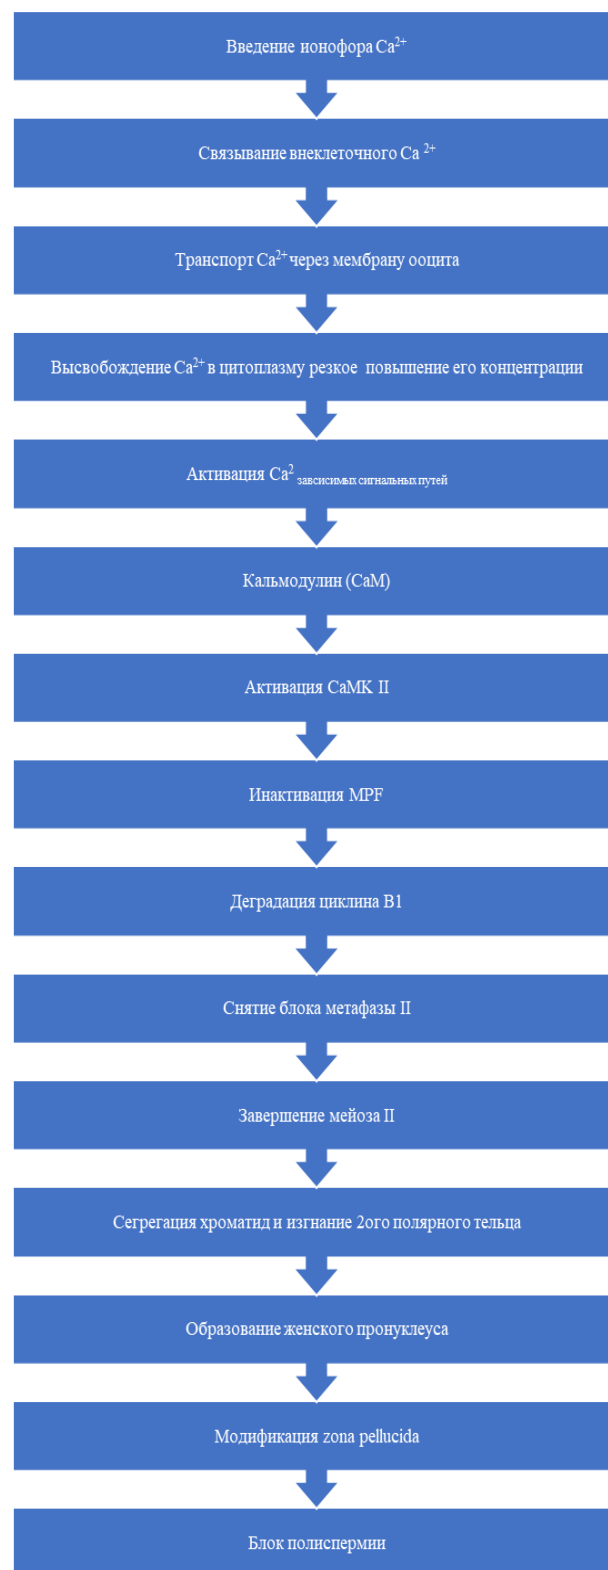 Введение ионофора Ca²⁺
Связывание внеклеточного Ca ²⁺
Транспорт Ca²⁺ через мембрану ооцита
Высвобождение Ca²⁺ в цитоплазму резкое повышение его концентрации
Активация Ca² завсисимых сигнальных путей
Кальмодулин (CaM)
Активация CaMK II
Инактивация MPF
Деградация циклина B1
Снятие блока метафазы II
Завершение мейоза II
Сегрегация хроматид и изгнание 2ого полярного тельца
Образование женского пронуклеуса
Модификация zona pellucida
Блок полиспермии